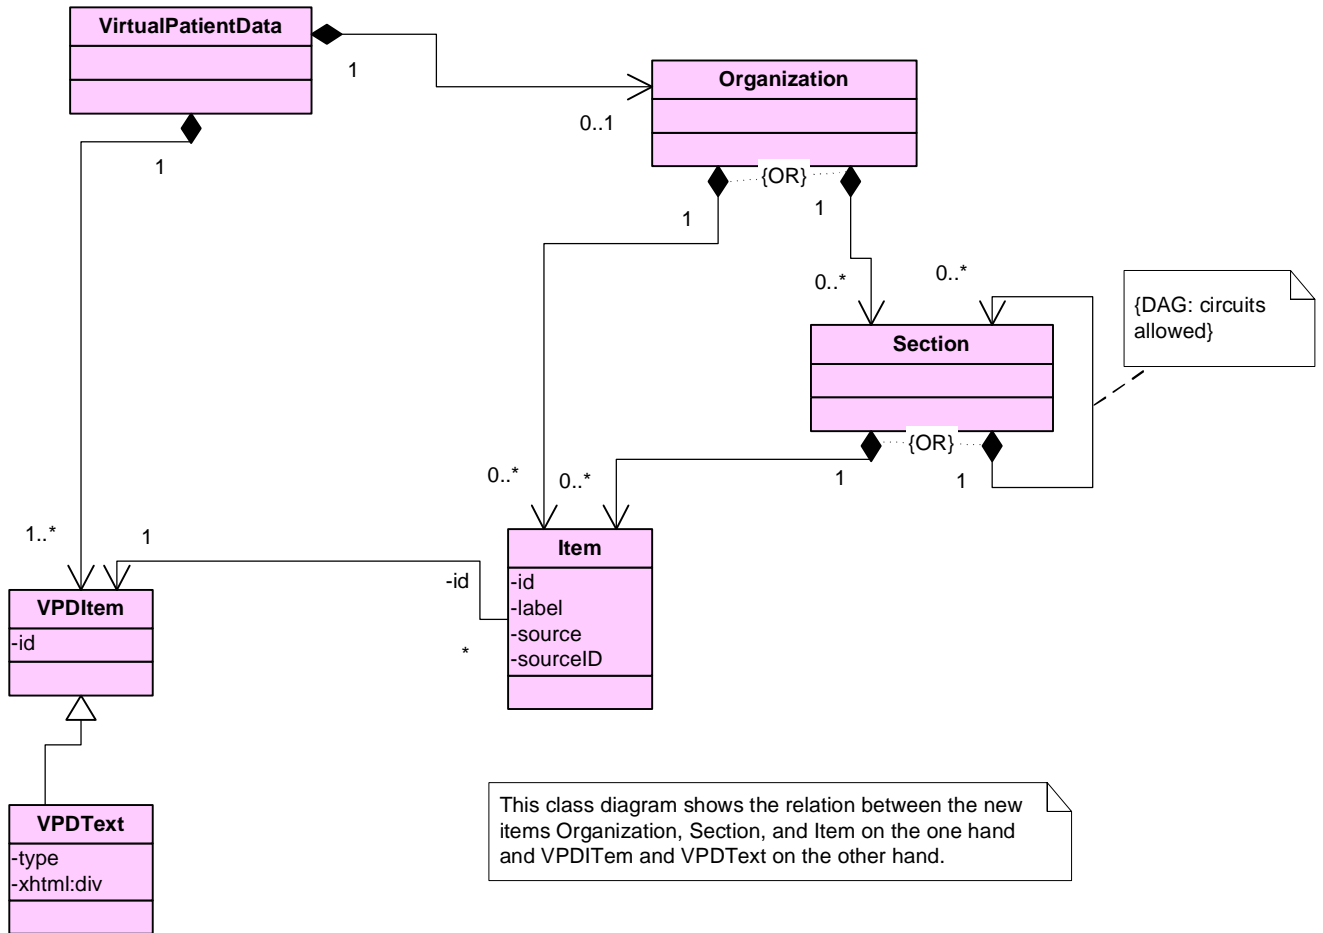 VirtualPatientData
1
Organization
0..1
1
{OR}
1
1
0..*
0..*
{DAG: circuits
allowed}
Section
{OR}
0..*
0..*
1
1
1..*
1
Item
-id
-id
-label
-source
-sourceID
*
VPDItem
-id
VPDText
-type
-xhtml:div
This class diagram shows the relation between the new
items Organization, Section, and Item on the one hand
and VPDITem and VPDText on the other hand.